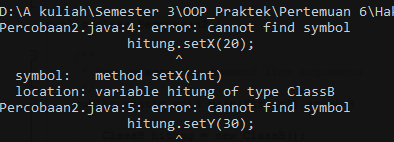 D:\A kuliah\Semester 3\OOP_Praktek\Pertemuan 6\Hak
Percobaan2.java:4: error: cannot find symbol
hitung.setX(20);
^
symbol:   method setX(int)
location: variable hitung of type ClassB
Percobaan2.java:5: error: cannot find symbol
hitung.setY(30);
^